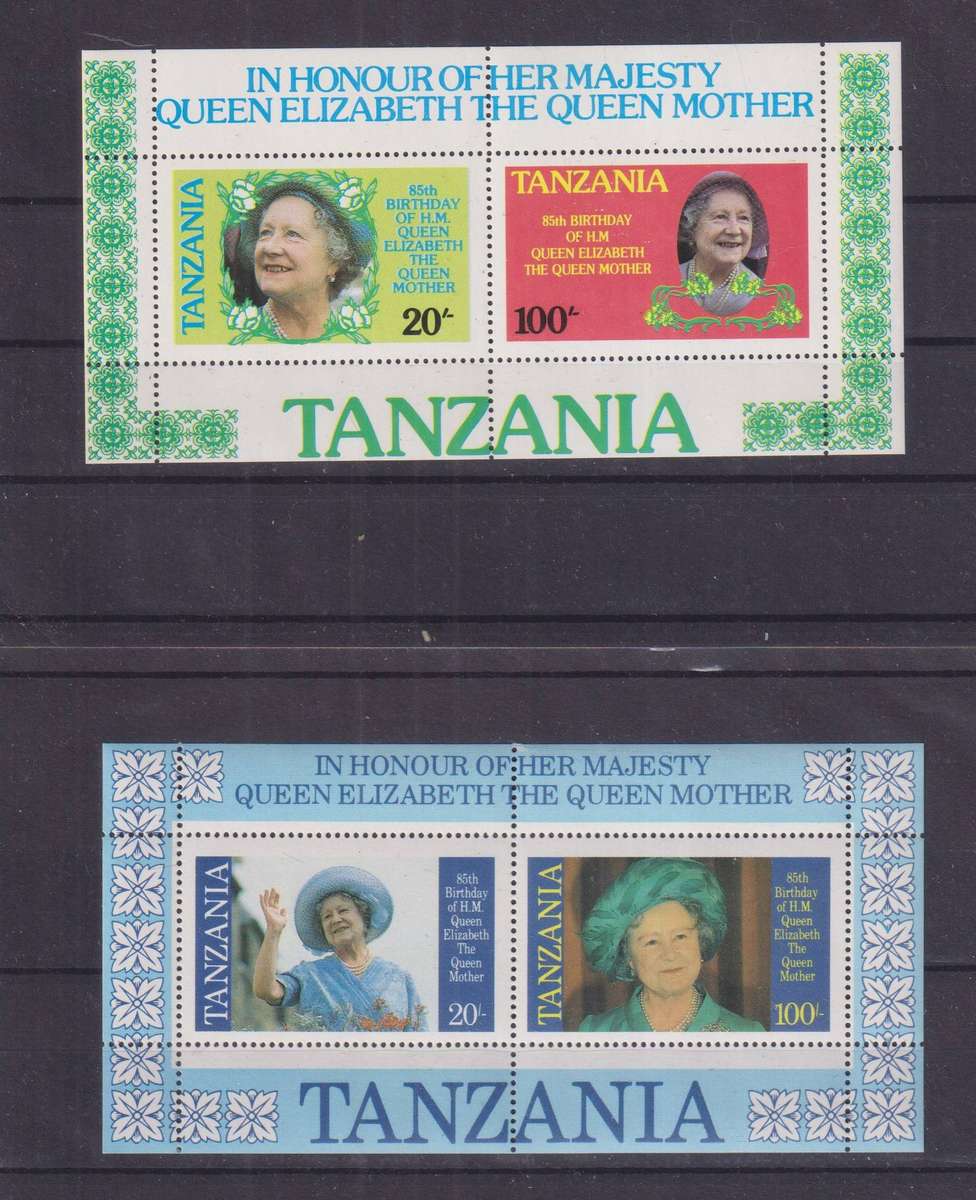 IN HONOUR OF HER MAJESTY
QUEEN ELIZABETH THE QUEEN MOTHER
TANZANIA
85th
BIRTHDAY
OF H.M.
QUEEN
ELIZABETH
THE
QUEEN
MOTHER
20/-
TANZANIA
85th BIRTHDAY
OF H.M
QUEEN ELIZABETH
THE QUEEN MOTHER
100/-
TANZANIA
IN HONOUR OF HER MAJESTY
QUEEN ELIZABETH THE QUEEN MOTHER
TANZANIA
85th
Birthday
of H.M.
Queen
Elizabeth
The
Queen
Mother
20/-
TANZANIA
85th
Birthday
of H.M.
Queen
Elizabeth
The
Queen
Mother
100/-
TANZANIA